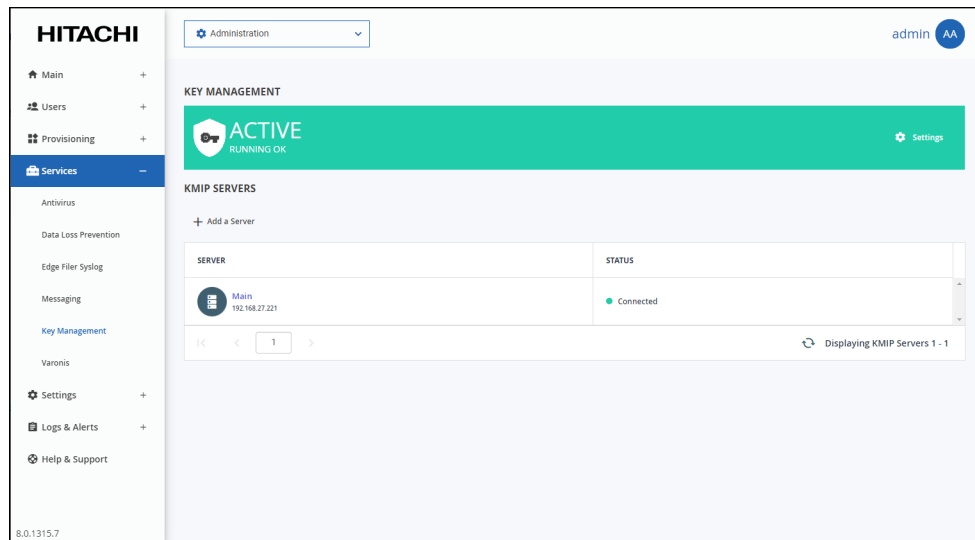 HITACHI
Administration
admin AA
Main +
Users +
Provisioning +
Services −
Antivirus
Data Loss Prevention
Edge Filer Syslog
Messaging
Key Management
Varonis
Settings +
Logs & Alerts +
Help & Support
8.0.1315.7
KEY MANAGEMENT
ACTIVE
RUNNING OK
Settings
KMIP SERVERS
+ Add a Server
SERVER STATUS
Main
192.168.27.221
Connected
1
Displaying KMIP Servers 1 - 1